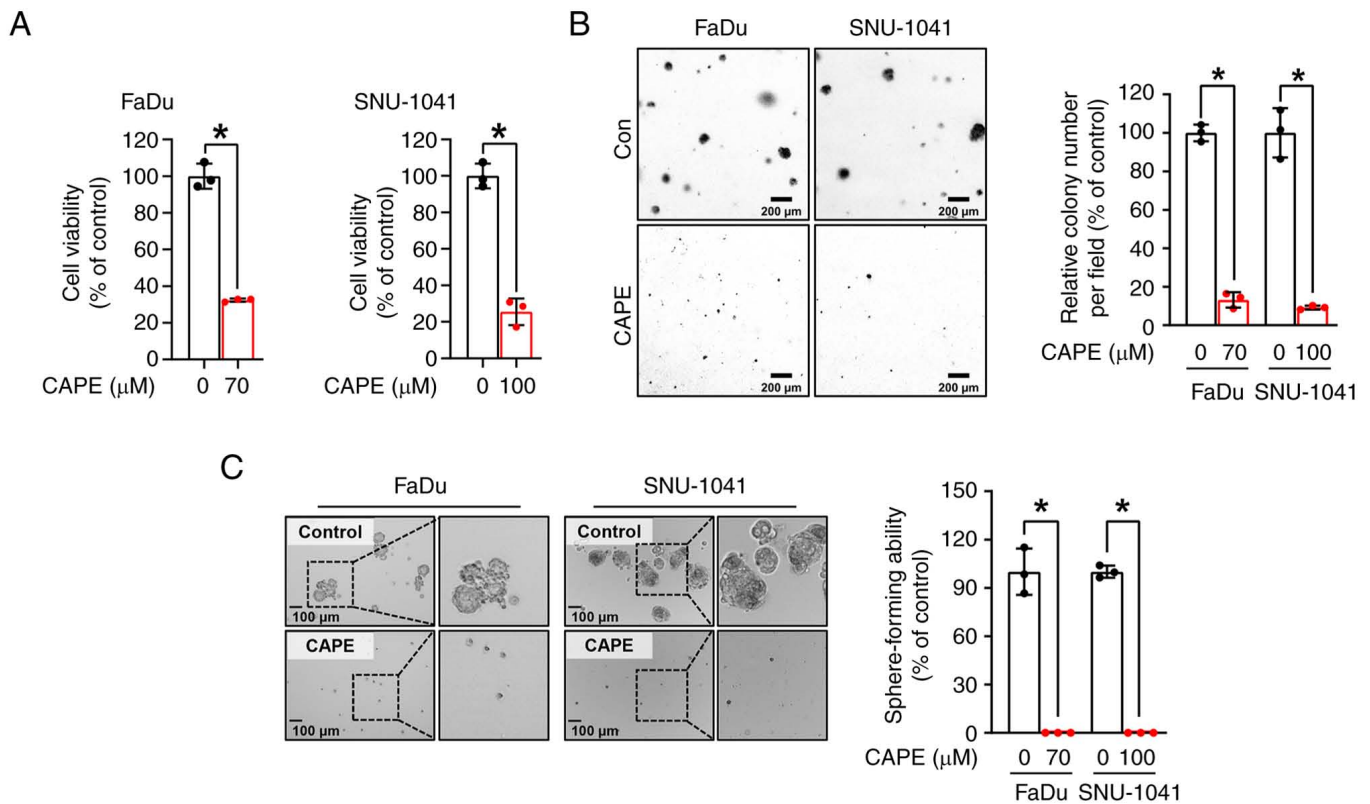 A
FaDu
*
Cell viability
(% of control)
120
100
80
60
40
20
0
CAPE (μM) 0 70
SNU-1041
*
Cell viability
(% of control)
120
100
80
60
40
20
0
CAPE (μM) 0 100
B
FaDu SNU-1041
Con
200 μm 200 μm
CAPE
200 μm 200 μm
* *
Relative colony number
per field (% of control)
120
100
80
60
40
20
0
CAPE (μM) 0 70 0 100
FaDu SNU-1041
C
FaDu SNU-1041
Control Control
100 μm 100 μm
CAPE CAPE
100 μm 100 μm
* *
Sphere-forming ability
(% of control)
150
120
90
60
30
0
CAPE (μM) 0 70 0 100
FaDu SNU-1041